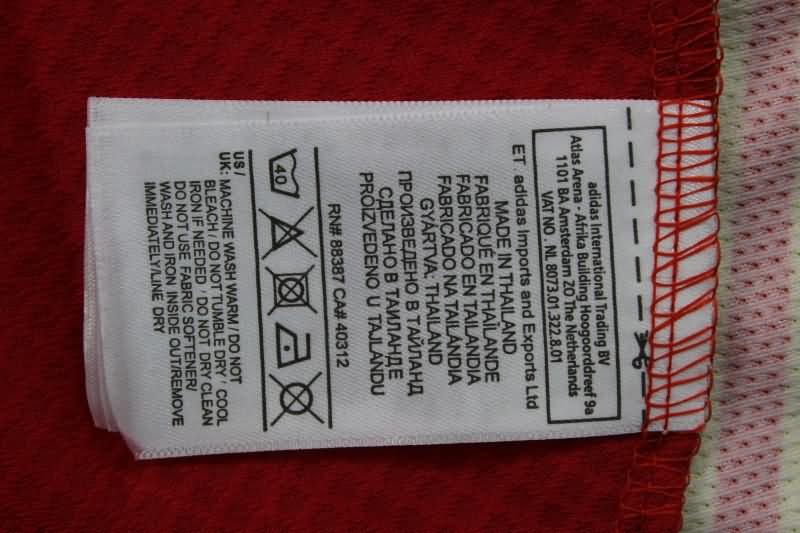 adidas International Trading BV
Atlas Arena - Afrika Building Hoogoorddreef 9a
1101 BA Amsterdam ZO The Netherlands
VAT NO. NL 8073.01.322.B.01
ET adidas Imports and Exports Ltd
MADE IN THAILAND
FABRIQUÉ EN THAÏLANDE
FABRICADO EN TAILANDIA
FABRICADO NA TAILÂNDIA
GYÁRTVA: THAILAND
ПРОИЗВЕДЕНО В ТАЙЛАНД
СДЕЛАНО В ТАИЛАНДЕ
PROIZVEDENO U TAJLANDU
RN# 88387 CA# 40312
40
US /
UK: MACHINE WASH WARM / DO NOT
BLEACH / DO NOT TUMBLE DRY / COOL
IRON IF NEEDED / DO NOT DRY CLEAN
DO NOT USE FABRIC SOFTENER/
WASH AND IRON INSIDE OUT/REMOVE
IMMEDIATELY/LINE DRY